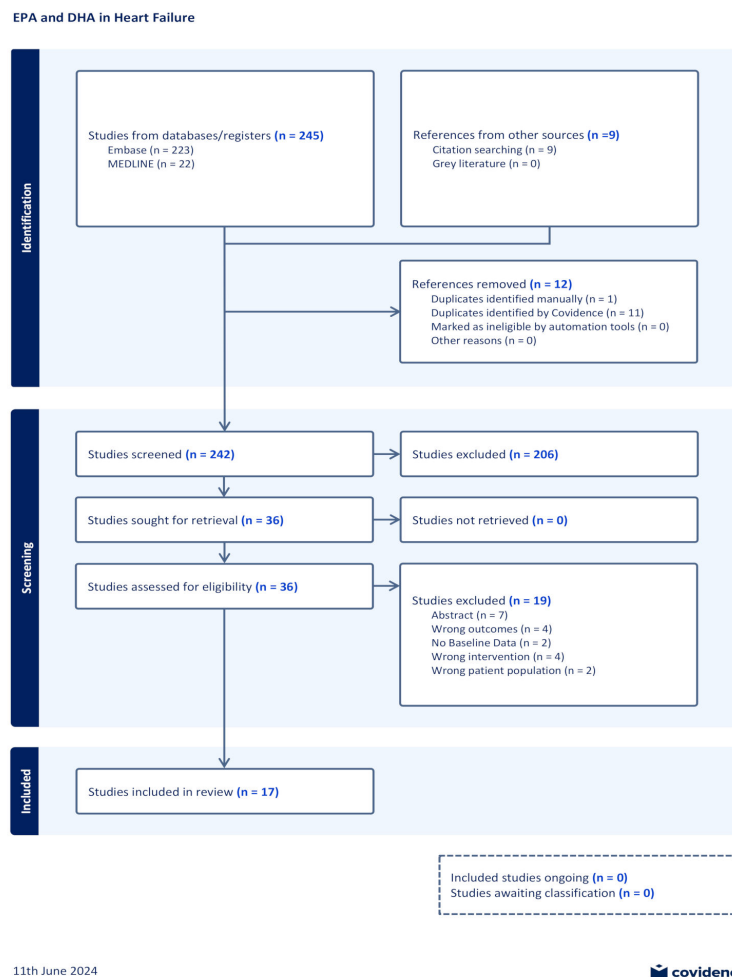 EPA and DHA in Heart Failure
Identification
Studies from databases/registers (n = 245)
Embase (n = 223)
MEDLINE (n = 22)
References from other sources (n =9)
Citation searching (n = 9)
Grey literature (n = 0)
References removed (n = 12)
Duplicates identified manually (n = 1)
Duplicates identified by Covidence (n = 11)
Marked as ineligible by automation tools (n = 0)
Other reasons (n = 0)
Screening
Studies screened (n = 242)
Studies excluded (n = 206)
Studies sought for retrieval (n = 36)
Studies not retrieved (n = 0)
Studies assessed for eligibility (n = 36)
Studies excluded (n = 19)
Abstract (n = 7)
Wrong outcomes (n = 4)
No Baseline Data (n = 2)
Wrong intervention (n = 4)
Wrong patient population (n = 2)
Included
Studies included in review (n = 17)
Included studies ongoing (n = 0)
Studies awaiting classification (n = 0)
11th June 2024
covidenc